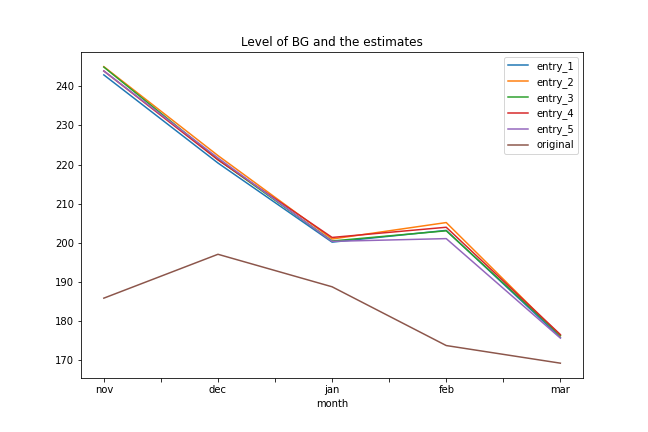 Level of BG and the estimates
entry_1
entry_2
entry_3
entry_4
entry_5
original
240
230
220
210
200
190
180
170
nov
dec
jan
feb
mar
month